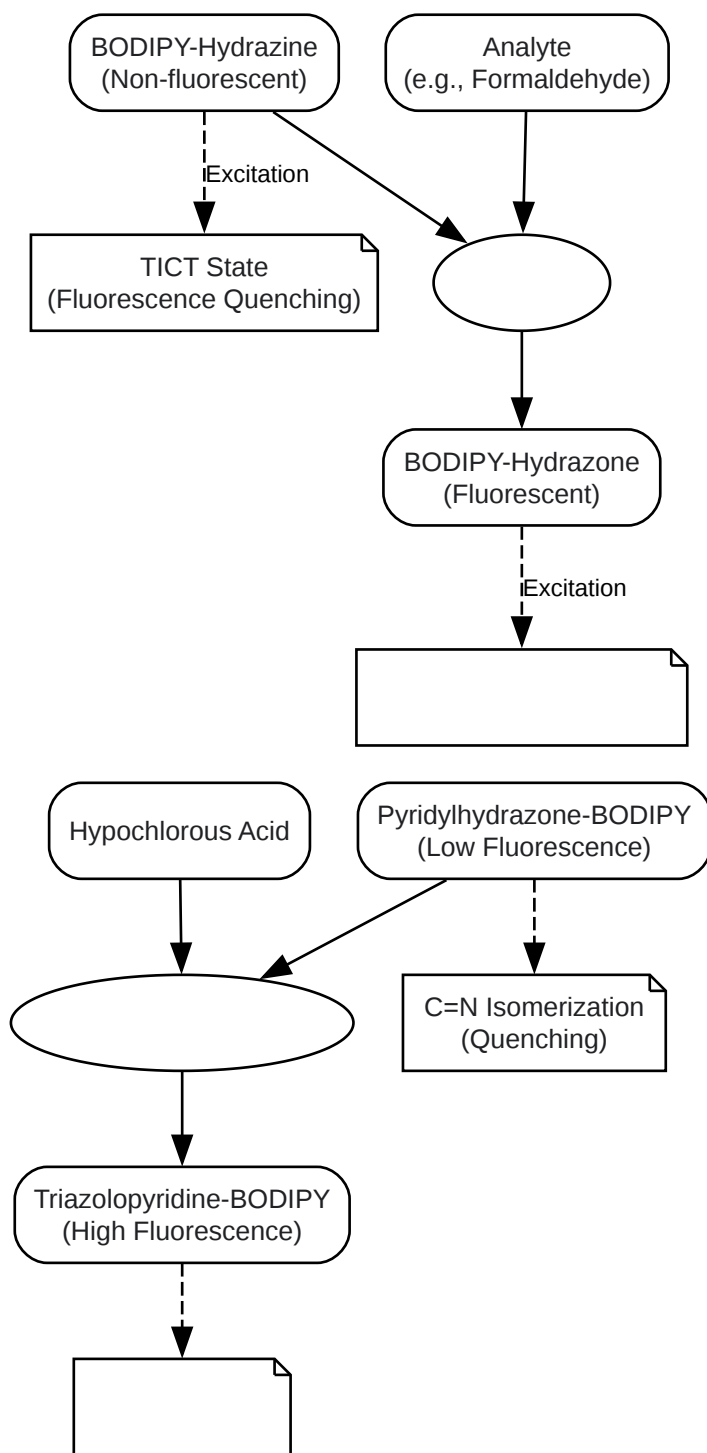 BODIPY-Hydrazine
(Non-fluorescent)
Analyte
(e.g., Formaldehyde)
Excitation
TICT State
(Fluorescence Quenching)
BODIPY-Hydrazone
(Fluorescent)
Excitation
Hypochlorous Acid
Pyridylhydrazone-BODIPY
(Low Fluorescence)
C=N Isomerization
(Quenching)
Triazolopyridine-BODIPY
(High Fluorescence)